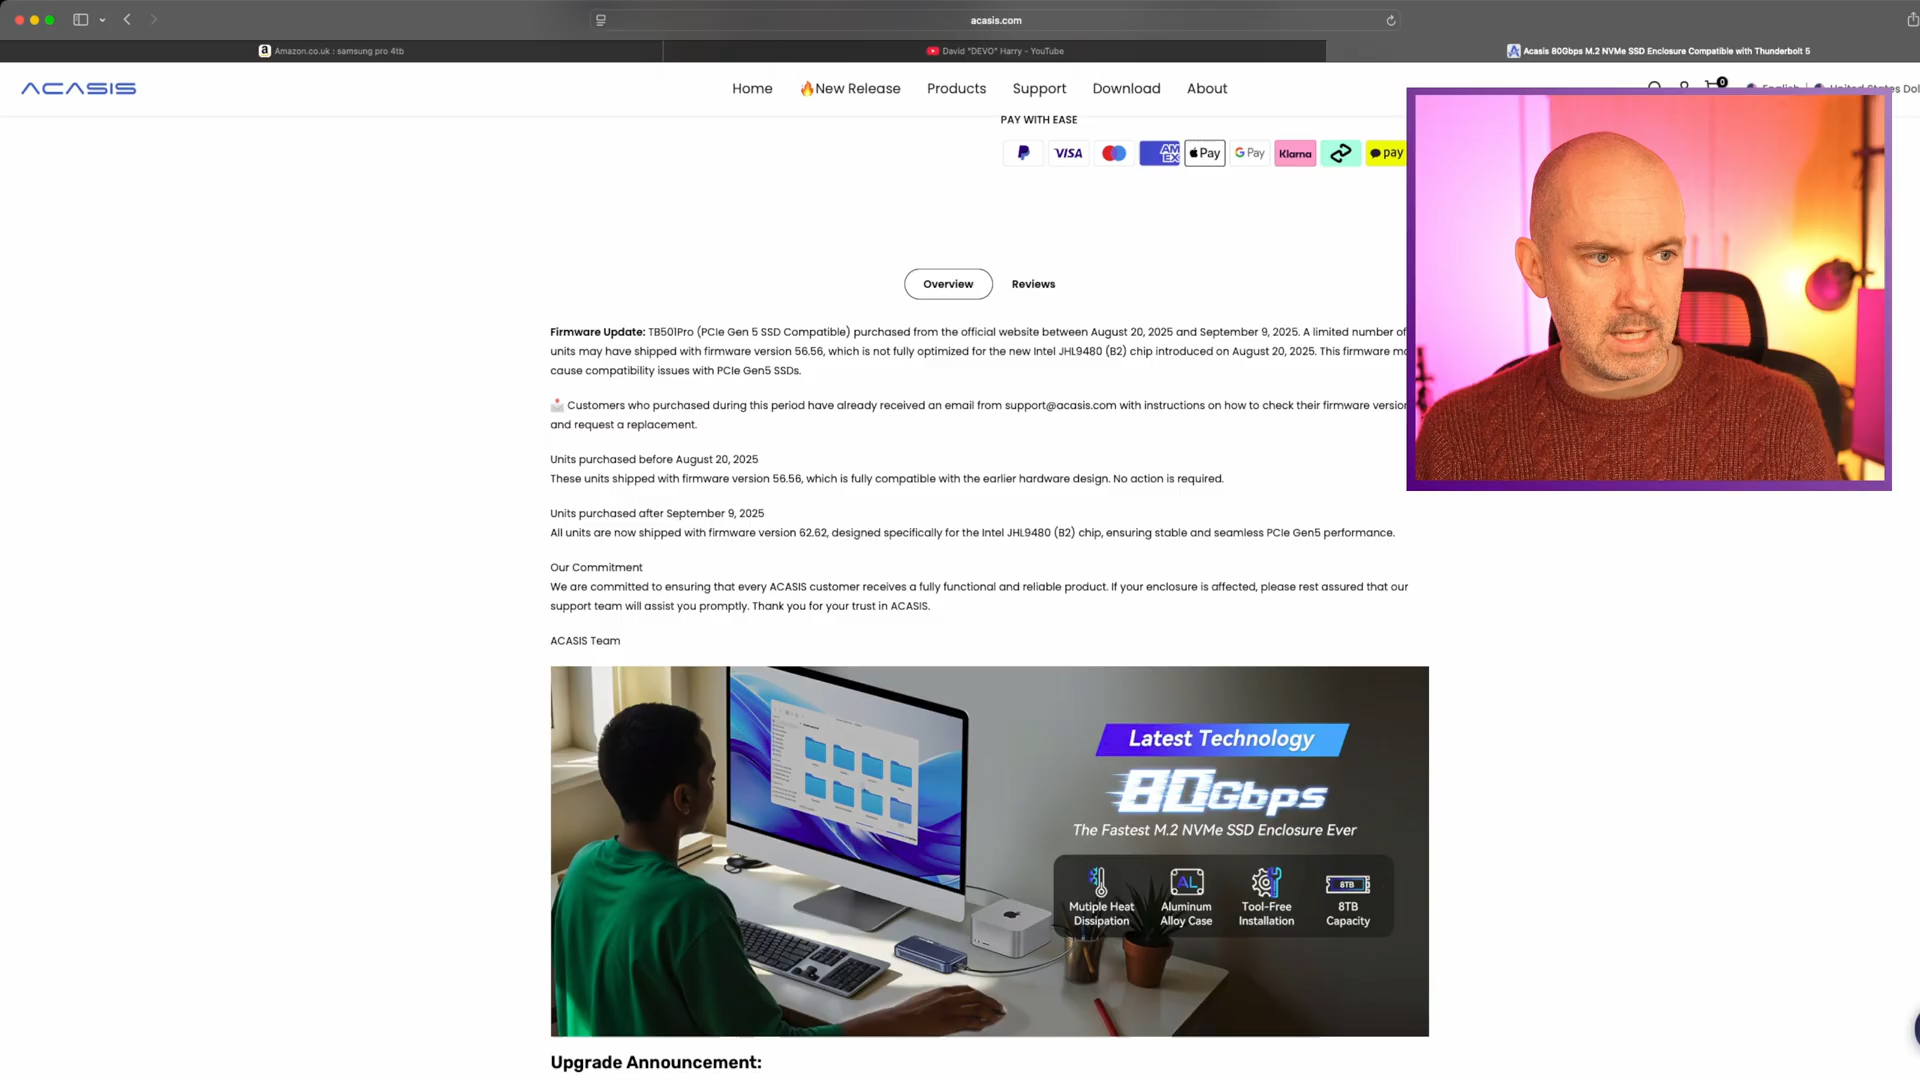 acasis.com
Amazon.co.uk : samsung pro 4tb
David "DEVO" Harry - YouTube
Acasis 80Gbps M.2 NVMe SSD Enclosure Compatible with Thunderbolt 5
ACASIS
Home
🔥New Release
Products
Support
Download
About
0
PAY WITH EASE
VISA
AM EX
Pay
G Pay
Klarna
pay
Overview
Reviews
Firmware Update: TB501Pro (PCIe Gen 5 SSD Compatible) purchased from the official website between August 20, 2025 and September 9, 2025. A limited number of
units may have shipped with firmware version 56.56, which is not fully optimized for the new Intel JHL9480 (B2) chip introduced on August 20, 2025. This firmware
cause compatibility issues with PCIe Gen5 SSDs.
📩 Customers who purchased during this period have already received an email from support@acasis.com with instructions on how to check their firmware version
and request a replacement.
Units purchased before August 20, 2025
These units shipped with firmware version 56.56, which is fully compatible with the earlier hardware design. No action is required.
Units purchased after September 9, 2025
All units are now shipped with firmware version 62.62, designed specifically for the Intel JHL9480 (B2) chip, ensuring stable and seamless PCIe Gen5 performance.
Our Commitment
We are committed to ensuring that every ACASIS customer receives a fully functional and reliable product. If your enclosure is affected, please rest assured that our
support team will assist you promptly. Thank you for your trust in ACASIS.
ACASIS Team
Latest Technology
80Gbps
The Fastest M.2 NVMe SSD Enclosure Ever
AL
8TB
Mutiple Heat
Dissipation
Aluminum
Alloy Case
Tool-Free
Installation
8TB
Capacity
Upgrade Announcement: